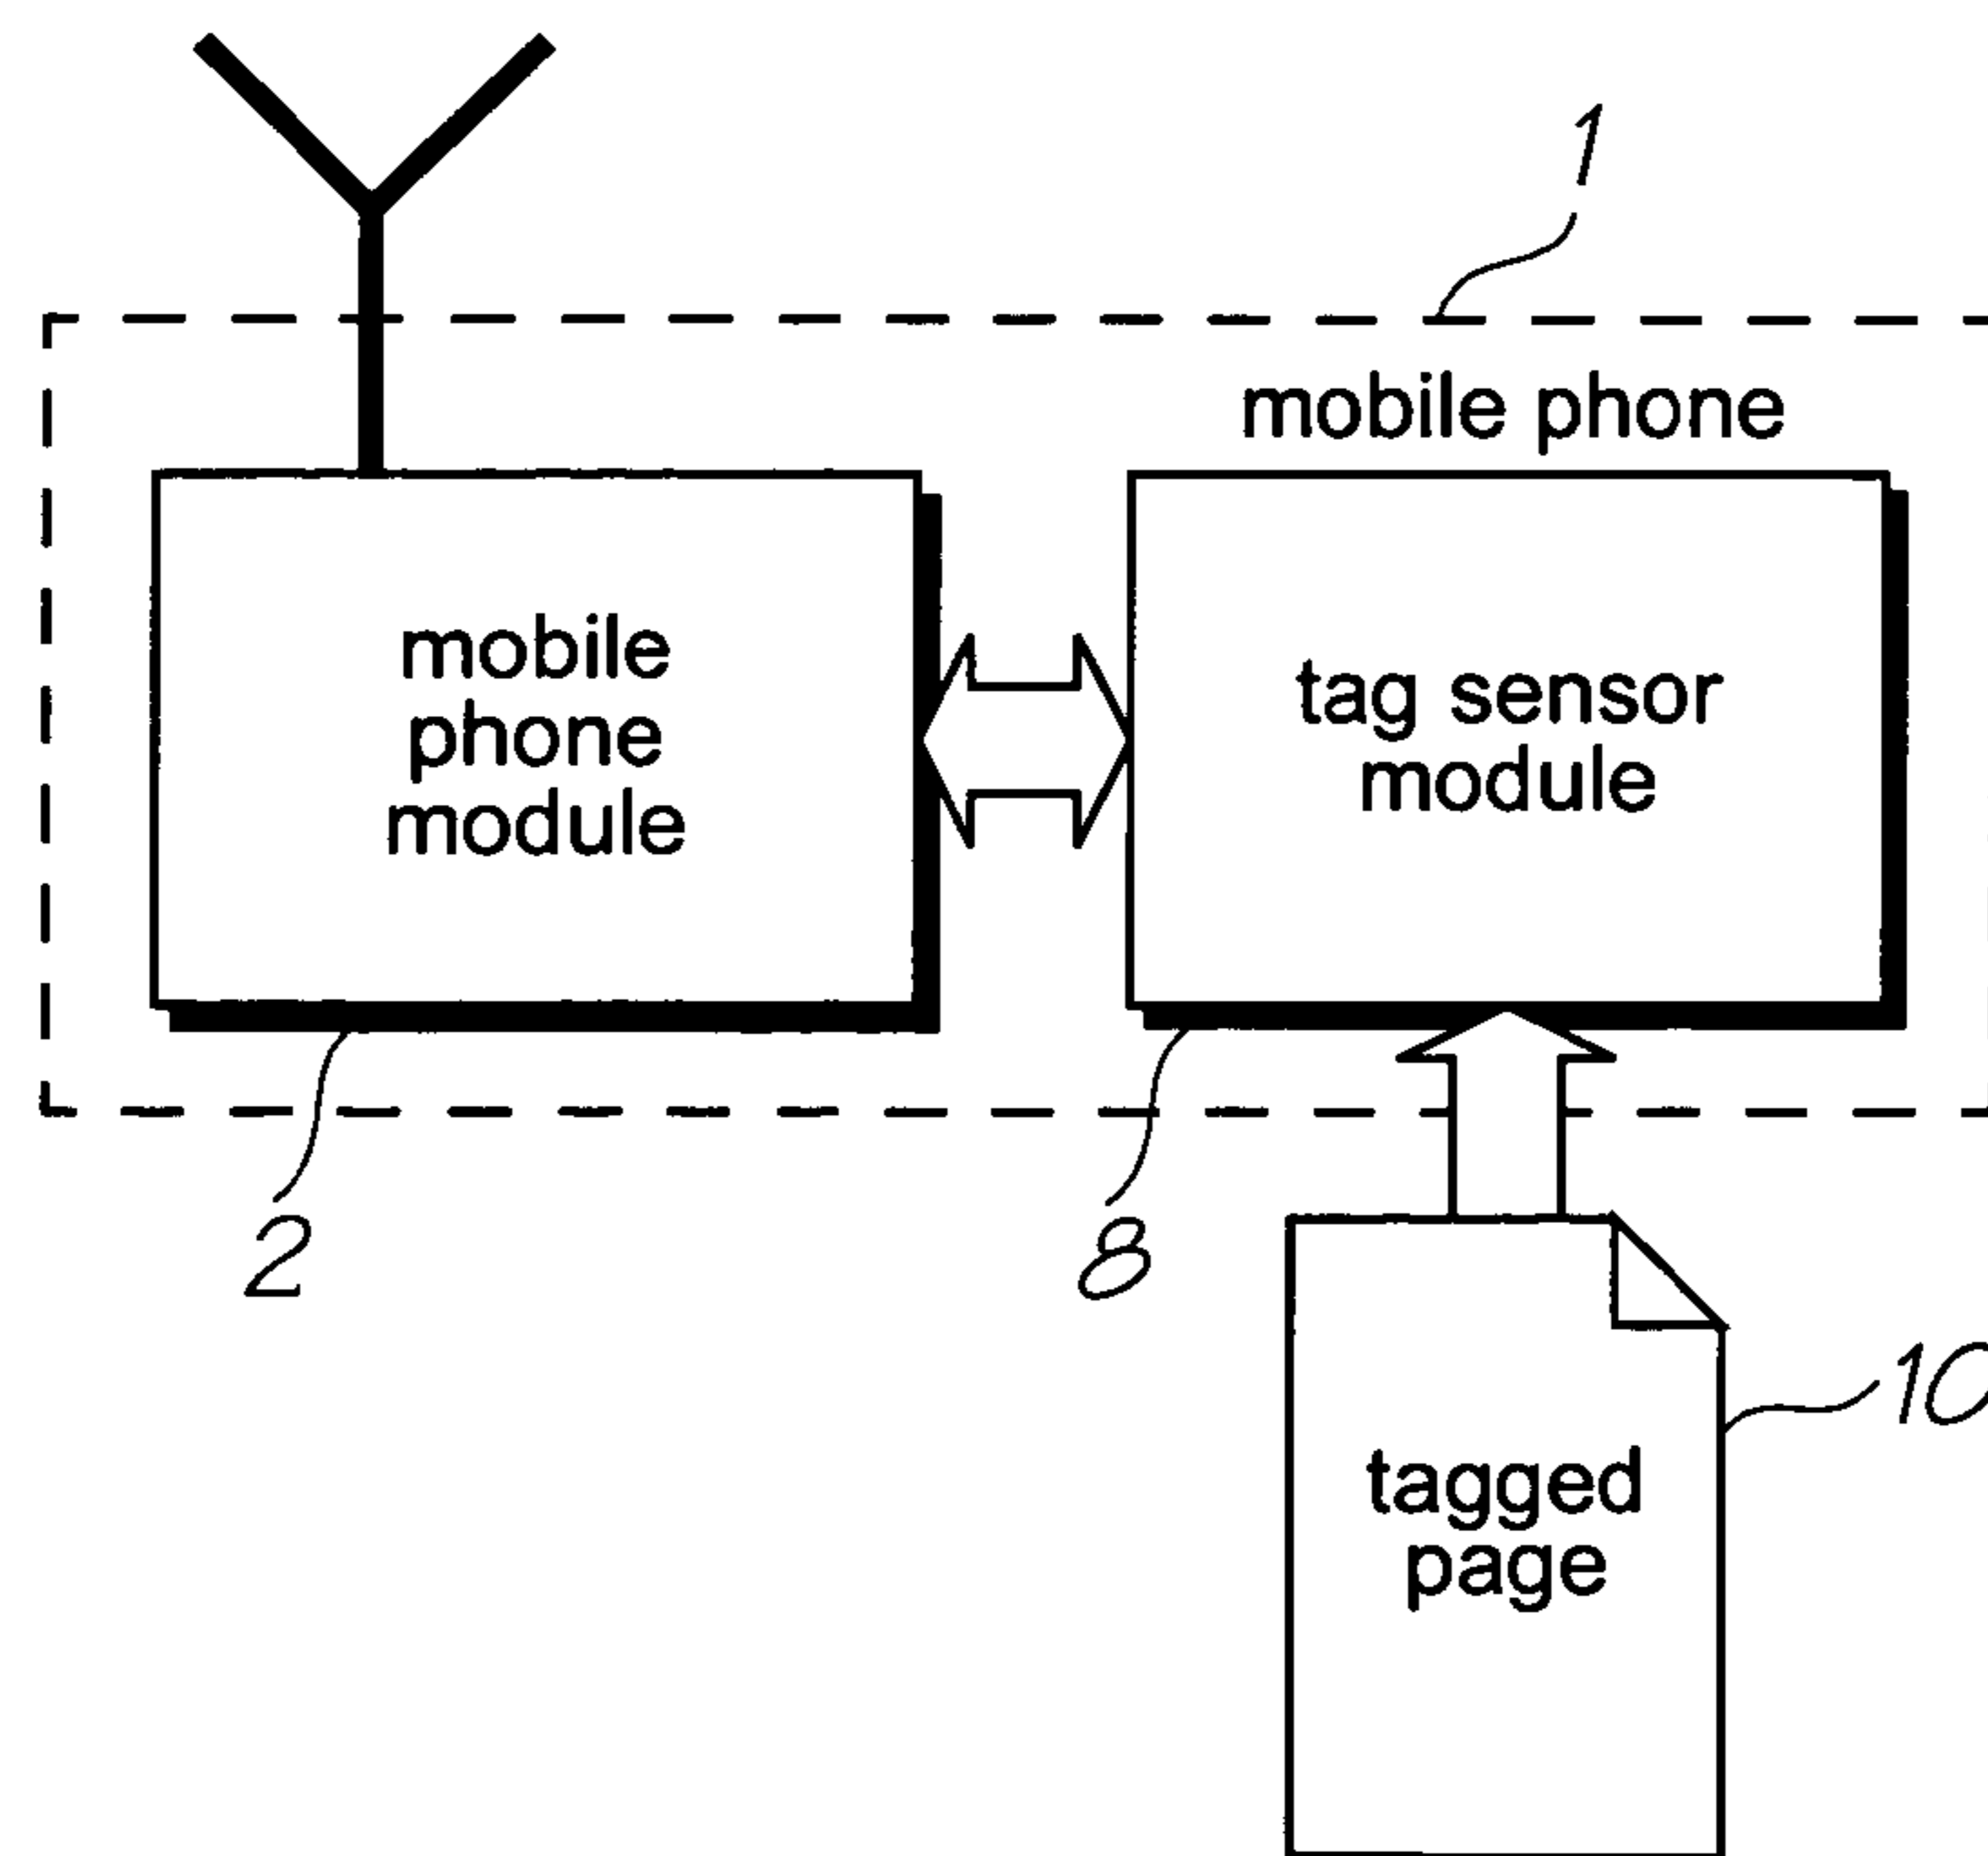 1
mobile phone
mobile
phone
module
tag sensor
module
2
8
10
tagged
page